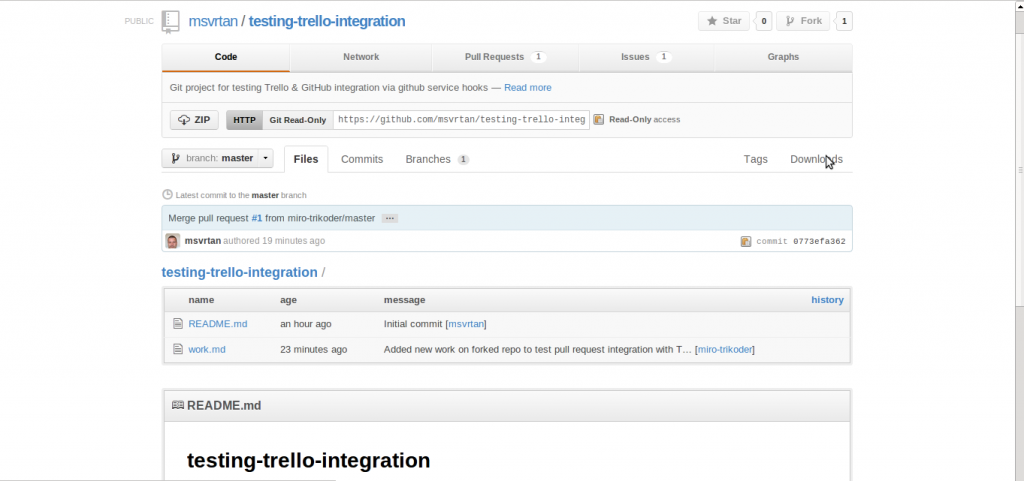 PUBLIC msvrtan / testing-trello-integration Star 0 Fork 1
Code Network Pull Requests 1 Issues 1 Graphs
Git project for testing Trello & GitHub integration via github service hooks — Read more
ZIP HTTP Git Read-Only https://github.com/msvrtan/testing-trello-integ Read-Only access
branch: master Files Commits Branches 1 Tags Downloads
Latest commit to the master branch
Merge pull request #1 from miro-trikoder/master ...
msvrtan authored 19 minutes ago commit 0773efa362
testing-trello-integration /
name age message history
README.md an hour ago Initial commit [msvrtan]
work.md 23 minutes ago Added new work on forked repo to test pull request integration with T… [miro-trikoder]
README.md
testing-trello-integration